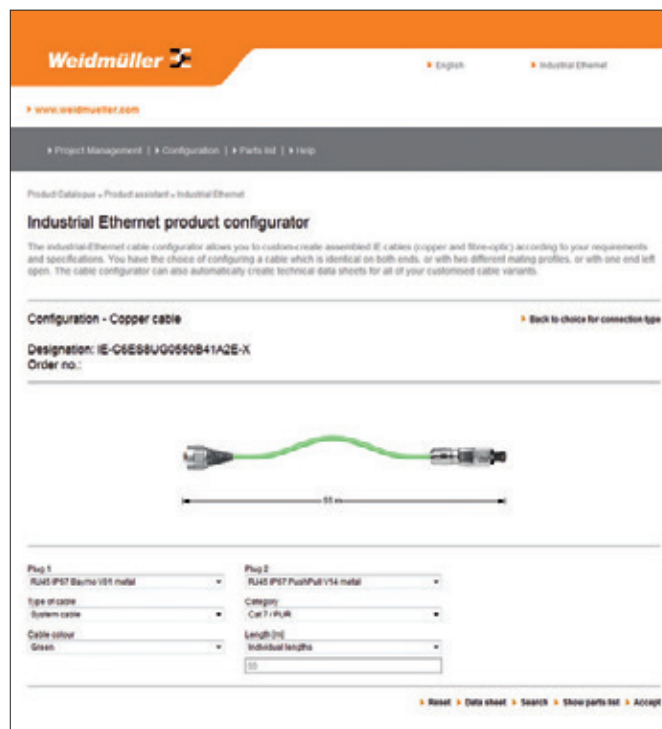 Weidmüller
English
Industrial Ethernet
www.weidmueller.com
Project Management | Configuration | Parts list | Help
Product Catalogue » Product assistant » Industrial Ethernet
Industrial Ethernet product configurator
The industrial-Ethernet cable configurator allows you to custom-create assembled IE cables (copper and fibre-optic) according to your requirements
and specifications. You have the choice of configuring a cable which is identical on both ends, or with two different mating profiles, or with one end left
open. The cable configurator can also automatically create technical data sheets for all of your customised cable variants.
Configuration - Copper cable
Back to choice for connection type
Designation: IE-C6ES8UG0550B41A2E-X
Order no.:
55 m
Plug 1
Plug 2
RJ45 IP67 Bayono V01 metal
RJ45 IP67 PushPull V14 metal
Type of cable
Category
System cable
Cat 7 / PUR
Cable colour
Length [m]
Green
Individual lengths
55
Reset
Data sheet
Search
Show parts list
Accept